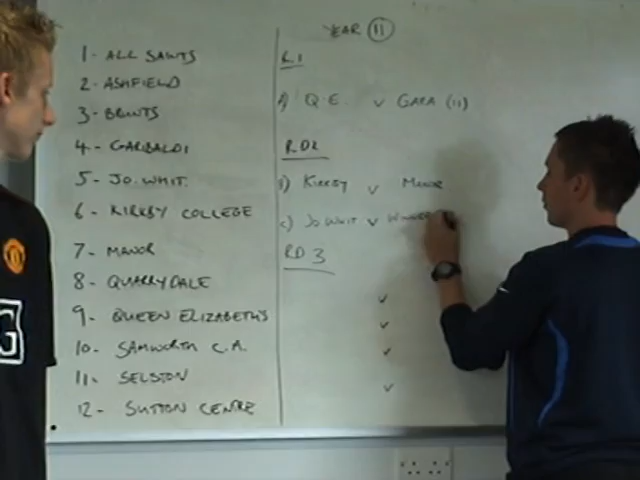 YEAR 11
1- ALL SAINTS
2- ASHFIELD
3- BRUNTS
4- GARIBALDI
5- JO.WHIT.
6- KIRKBY COLLEGE
7- MANOR
8- QUARRYDALE
9- QUEEN ELIZABETH'S
10- SAMWORTH C.A.
11- SELSTON
12- SUTTON CENTRE
R.1
A) Q.E. v GARA (11)
RD2
KIRKBY v MANOR
c) JO WHIT v WINNER
RD 3
v
v
v
v
G